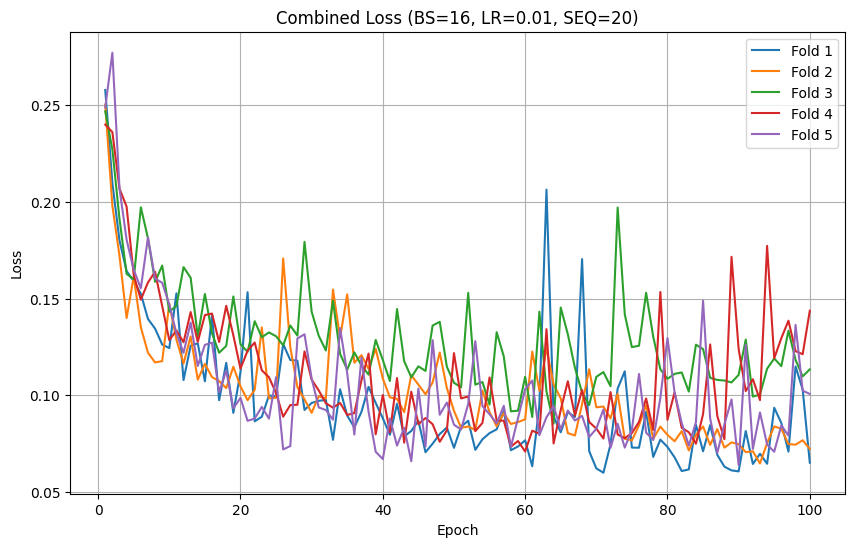 Combined Loss (BS=16, LR=0.01, SEQ=20)
Fold 1
Fold 2
Fold 3
Fold 4
Fold 5
Loss
0.25
0.20
0.15
0.10
0.05
0 20 40 60 80 100
Epoch